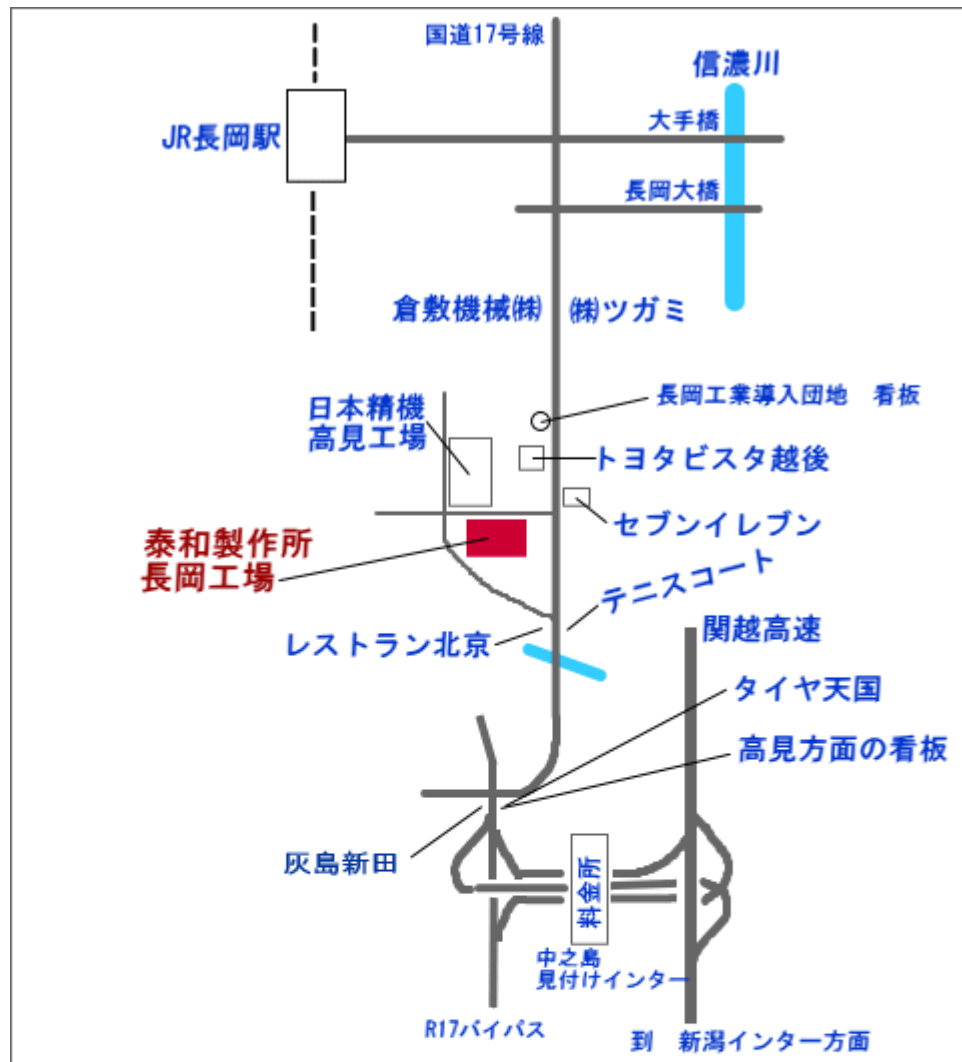 国道17号線
信濃川
大手橋
JR長岡駅
長岡大橋
倉敷機械㈱
㈱ツガミ
長岡工業導入団地　看板
日本精機
高見工場
トヨタビスタ越後
セブンイレブン
泰和製作所
長岡工場
テニスコート
レストラン北京
関越高速
タイヤ天国
高見方面の看板
灰島新田
料金所
中之島
見付けインター
R17バイパス
到　新潟インター方面